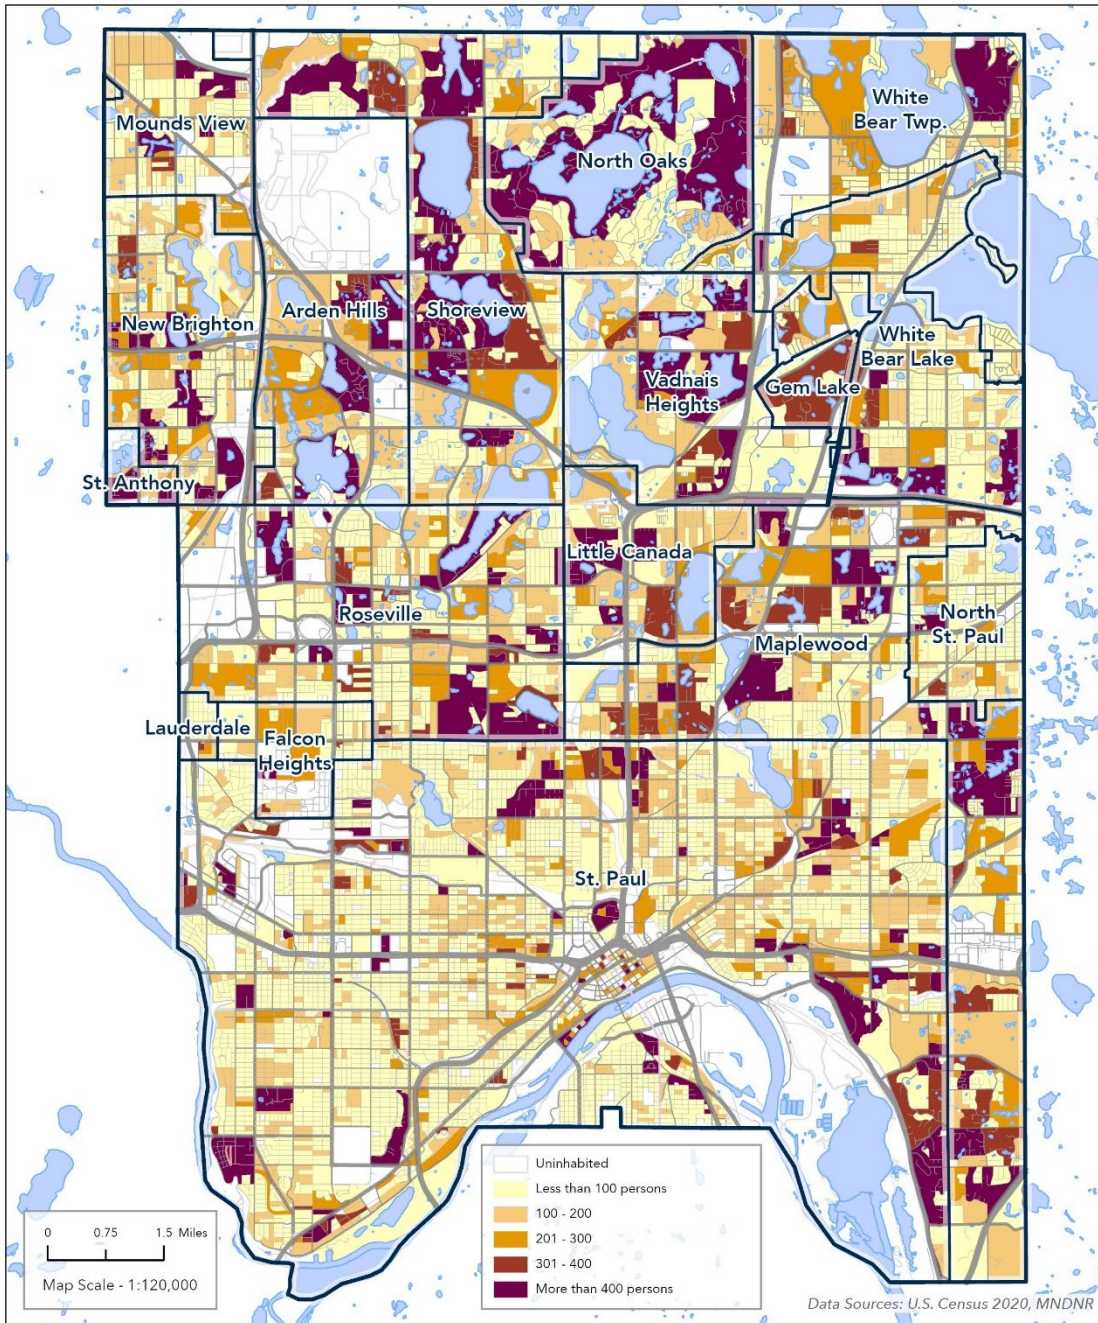 White
Bear Twp.
Mounds View
North Oaks
Arden Hills
Shoreview
New Brighton
White
Bear Lake
Vadnais
Heights
Gem Lake
St. Anthony
Little Canada
Roseville
North
St. Paul
Maplewood
Lauderdale
Falcon
Heights
St. Paul
Uninhabited
Less than 100 persons
100 - 200
201 - 300
301 - 400
More than 400 persons
0 0.75 1.5 Miles
Map Scale - 1:120,000
Data Sources: U.S. Census 2020, MNDNR